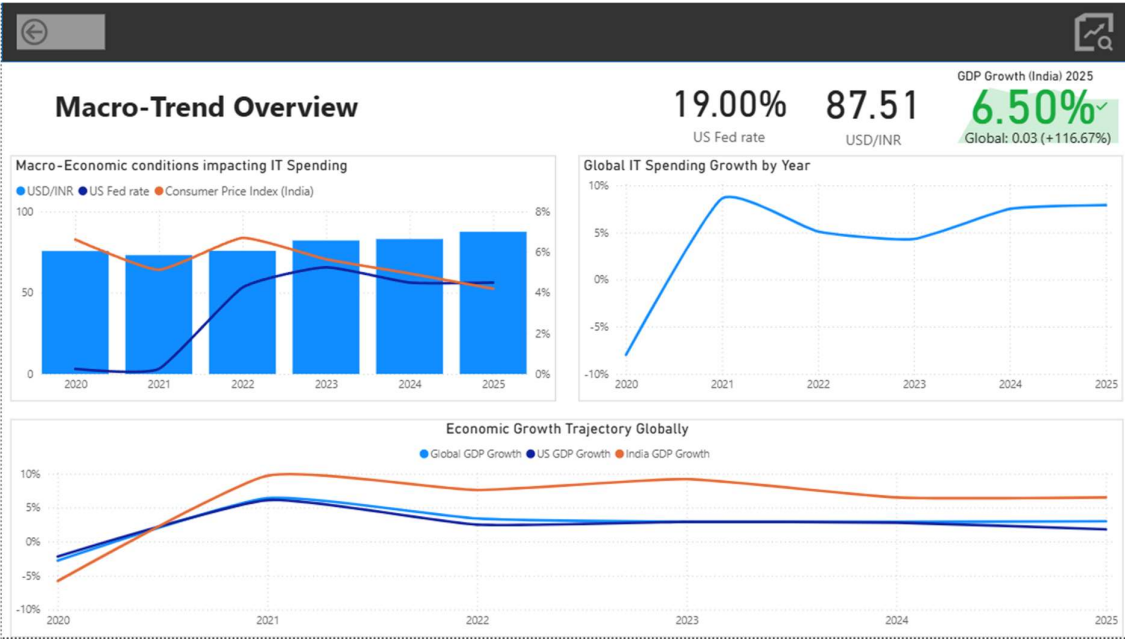 Macro-Trend Overview
19.00%
US Fed rate
87.51
USD/INR
GDP Growth (India) 2025
6.50%
Global: 0.03 (+116.67%)
Macro-Economic conditions impacting IT Spending
USD/INR US Fed rate Consumer Price Index (India)
100
50
0
8%
6%
4%
2%
0%
2020 2021 2022 2023 2024 2025
Global IT Spending Growth by Year
10%
5%
0%
-5%
-10%
2020 2021 2022 2023 2024 2025
Economic Growth Trajectory Globally
Global GDP Growth US GDP Growth India GDP Growth
10%
5%
0%
-5%
-10%
2020 2021 2022 2023 2024 2025